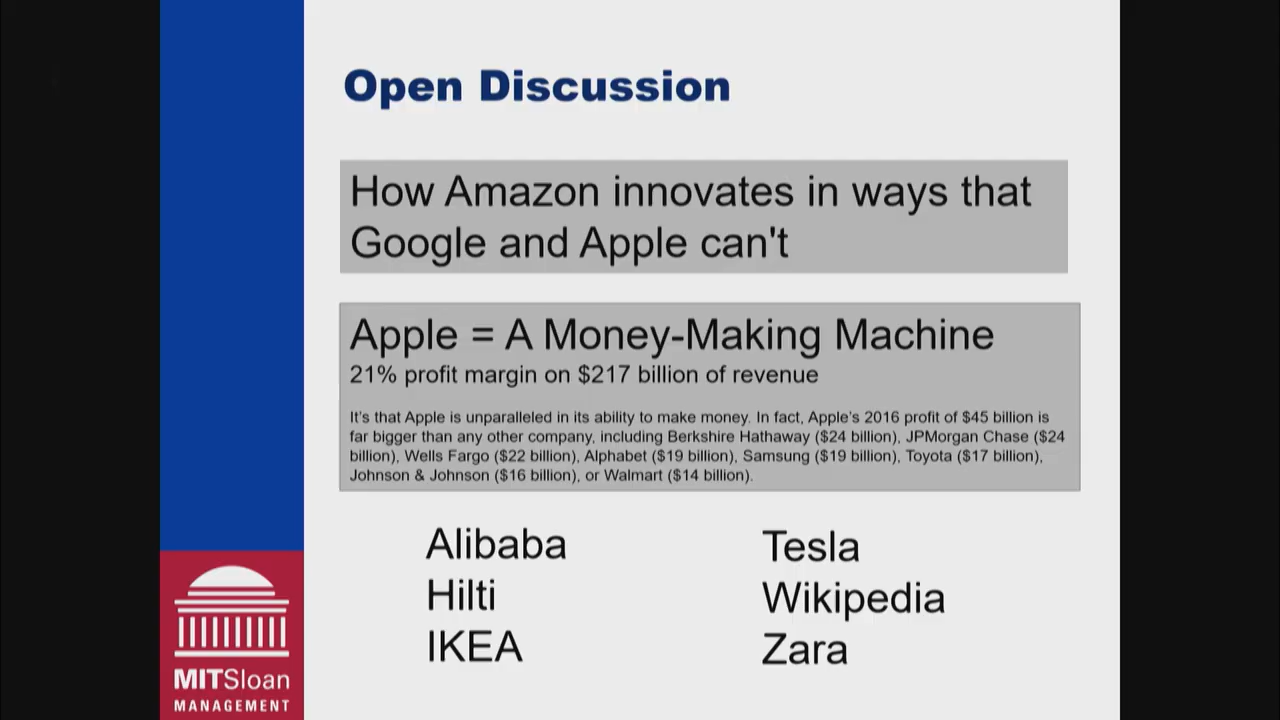 Open Discussion
How Amazon innovates in ways that
Google and Apple can't
Apple = A Money-Making Machine
21% profit margin on $217 billion of revenue
It's that Apple is unparalleled in its ability to make money. In fact, Apple's 2016 profit of $45 billion is
far bigger than any other company, including Berkshire Hathaway ($24 billion), JPMorgan Chase ($24
billion), Wells Fargo ($22 billion), Alphabet ($19 billion), Samsung ($19 billion), Toyota ($17 billion),
Johnson & Johnson ($16 billion), or Walmart ($14 billion).
Alibaba
Hilti
IKEA
Tesla
Wikipedia
Zara
MITSloan
MANAGEMENT